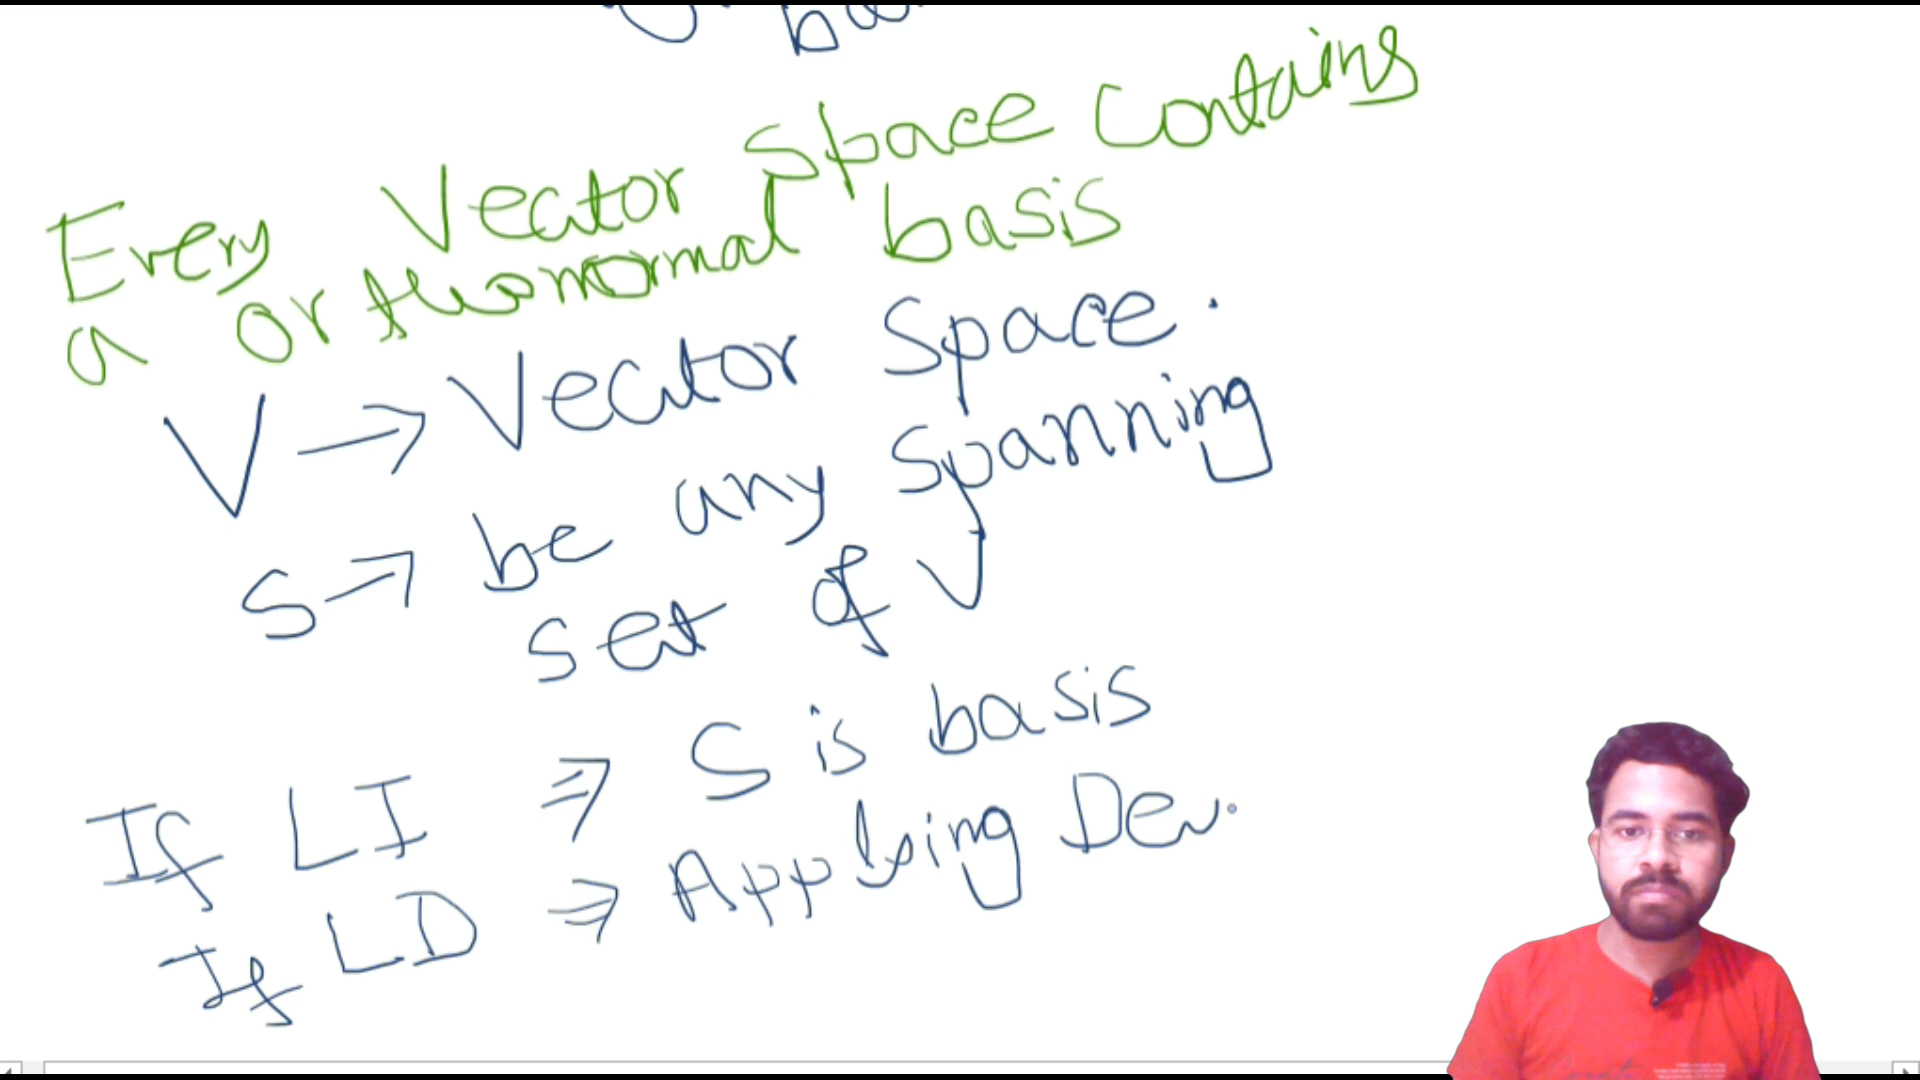 Every Vector Space Contains
a orthonormal basis
V → Vector Space.
S → be any spanning
set of V
If LI ⇒ S is basis
If LD ⇒ Applying